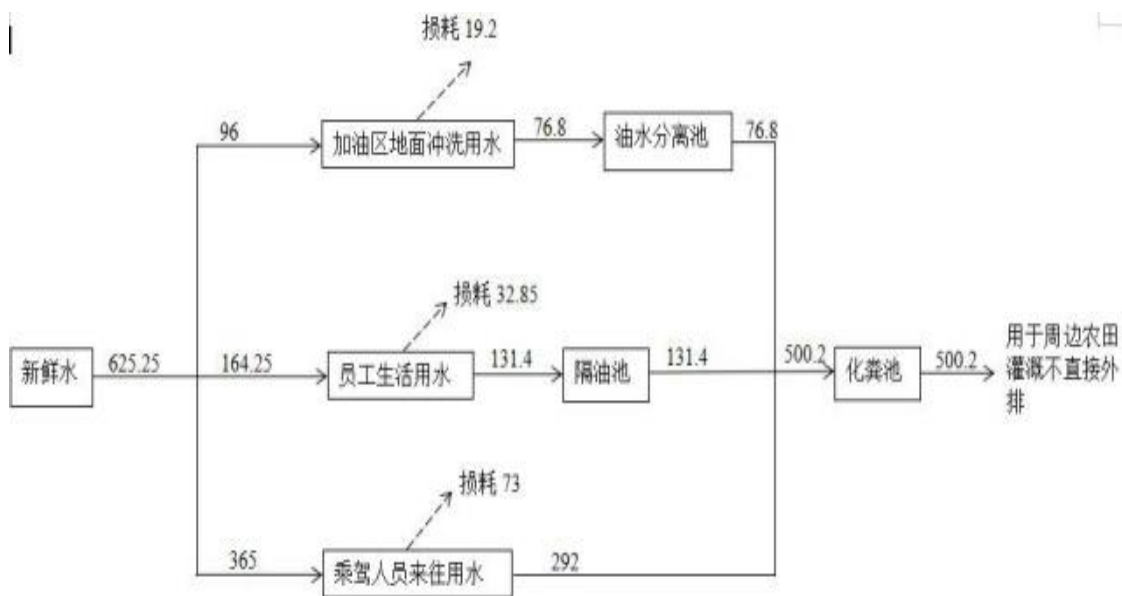 损耗 19.2
96
加油区地面冲洗用水
76.8
油水分离池
76.8
损耗 32.85
新鲜水
625.25
164.25
员工生活用水
131.4
隔油池
131.4
500.2
化粪池
500.2
用于周边农田
灌溉不直接外
排
损耗 73
365
乘驾人员来往用水
292